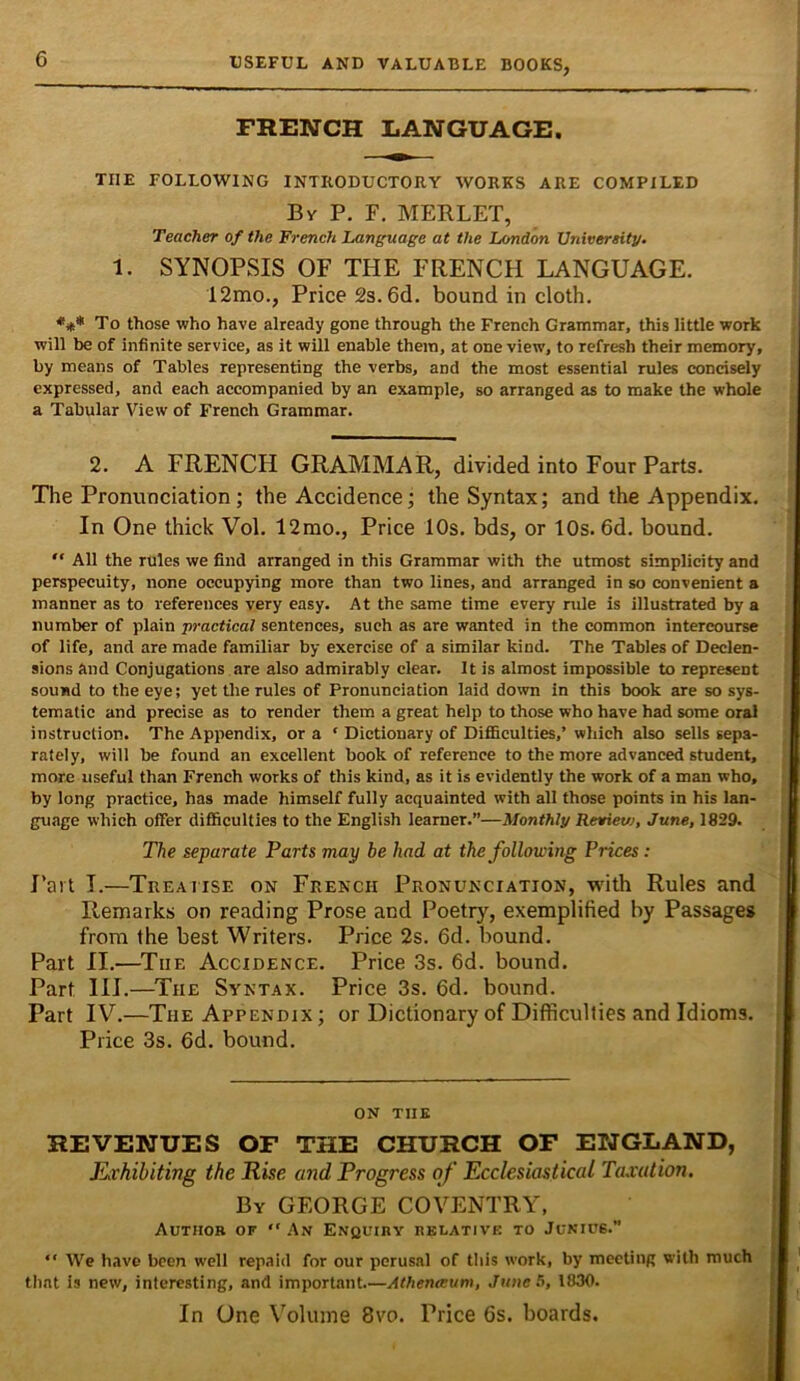 6
USEFUL AND VALUABLE BOOKS,
FRENCH LANGUAGE.
THE FOLLOWING INTRODUCTORY WORKS ARE COMPILED
By P. F. MERLET,
Teacher of the French Language at the London University.
1. SYNOPSIS OF THE FRENCH LANGUAGE.
12mo., Price 2s. 6d. bound in cloth.
*** To those who have already gone through the French Grammar, this little work
will be of infinite service, as it will enable them, at one view, to refresh their memory,
by means of Tables representing the verbs, and the most essential rules concisely
expressed, and each accompanied by an example, so arranged as to make the whole
a Tabular View of French Grammar.
2. A FRENCH GRAMMAR, divided into Four Parts.
The Pronunciation; the Accidence; the Syntax; and the Appendix.
In One thick Vol. 12mo., Price 10s. bds, or 10s. 6d. bound.
" All the rules we find arranged in this Grammar with the utmost simplicity and
perspecuity, none occupying more than two lines, and arranged in so convenient a
manner as to references very easy. At the same time every rule is illustrated by a
number of plain practical sentences, such as are wanted in the common intercourse
of life, and are made familiar by exercise of a similar kind. The Tables of Declen-
sions and Conjugations are also admirably clear. It is almost impossible to represent
sound to the eye; yet the rules of Pronunciation laid down in this book are so sys-
tematic and precise as to render them a great help to those who have had some oral
instruction. The Appendix, or a ‘ Dictionary of Difficulties,’ which also sells sepa-
rately, will be found an excellent book of reference to the more advanced student,
more useful than French works of this kind, as it is evidently the work of a man who,
by long practice, has made himself fully acquainted with all those points in his lan-
guage which offer difficulties to the English learner."—Monthly Review, June, 1829.
The separate Parts may be had at the following Prices:
Part I.—Treatise on French Pronunciation, with Rules and
Remarks on reading Prose and Poetry, exemplified by Passages
from the best Writers. Price 2s. 6d. bound.
Part II.—The Accidence. Price 3s. 6d. bound.
Part III.—The Syntax. Price 3s. 6d. bound.
Part IV.—The Appendix; or Dictionary of Difficulties and Idioms.
Price 3s. 6d. bound.
ON THE
REVENUES OF THE CHURCH OF ENGLAND,
Exhibiting the Rise and Progress of Ecclesiastical Taxation.
By GEORGE COVENTRY,
Author of "An Enquiry relative to Junius."
" We have been well repaid for our perusal of this work, by meeting with much
that is new, interesting, and important.—Athenæum, June 5, 1830.
In One Volume 8vo. Price 6s. boards.